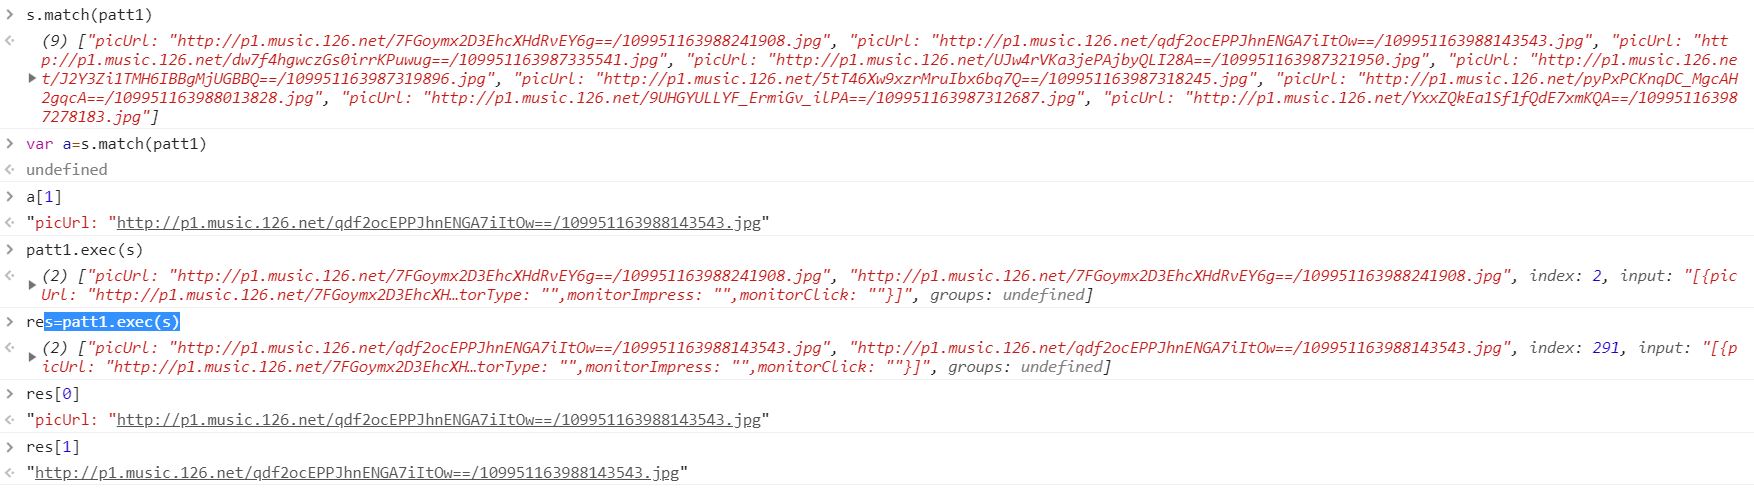 s.match(patt1)
(9) ["picUrl: "http://p1.music.126.net/7FGoymx2D3EhcXHdRvEY6g==/109951163988241908.jpg", "picUrl: "http://p1.music.126.net/qdf2ocEPPJhnENGA7iItOw==/109951163988143543.jpg", "picUrl: "htt
p://p1.music.126.net/dw7f4hgwczGs0irrKPuwug==/109951163987335541.jpg", "picUrl: "http://p1.music.126.net/UJw4rVKa3jePAjbyQLI28A==/109951163987321950.jpg", "picUrl: "http://p1.music.126.ne
t/J2Y3Zi1TMH6IBBgMjUGBBQ==/109951163987319896.jpg", "picUrl: "http://p1.music.126.net/5tT46Xw9xzrMruIbx6bq7Q==/109951163987318245.jpg", "picUrl: "http://p1.music.126.net/pyPxPCKnqDC_MgcAH
2gqcA==/109951163988013828.jpg", "picUrl: "http://p1.music.126.net/9UHGYULLYF_ErmiGv_ilPA==/109951163987312687.jpg", "picUrl: "http://p1.music.126.net/YxxZQkEa1Sf1fQdE7xmKQA==/10995116398
7278183.jpg"]
var a=s.match(patt1)
undefined
a[1]
"picUrl: "http://p1.music.126.net/qdf2ocEPPJhnENGA7iItOw==/109951163988143543.jpg"
patt1.exec(s)
(2) ["picUrl: "http://p1.music.126.net/7FGoymx2D3EhcXHdRvEY6g==/109951163988241908.jpg", "http://p1.music.126.net/7FGoymx2D3EhcXHdRvEY6g==/109951163988241908.jpg", index: 2, input: "[{pic
Url: "http://p1.music.126.net/7FGoymx2D3EhcXH…torType: "",monitorImpress: "",monitorClick: ""}]", groups: undefined]
res=patt1.exec(s)
(2) ["picUrl: "http://p1.music.126.net/qdf2ocEPPJhnENGA7iItOw==/109951163988143543.jpg", "http://p1.music.126.net/qdf2ocEPPJhnENGA7iItOw==/109951163988143543.jpg", index: 291, input: "[{p
icUrl: "http://p1.music.126.net/7FGoymx2D3EhcXH…torType: "",monitorImpress: "",monitorClick: ""}]", groups: undefined]
res[0]
"picUrl: "http://p1.music.126.net/qdf2ocEPPJhnENGA7iItOw==/109951163988143543.jpg"
res[1]
"http://p1.music.126.net/qdf2ocEPPJhnENGA7iItOw==/109951163988143543.jpg"